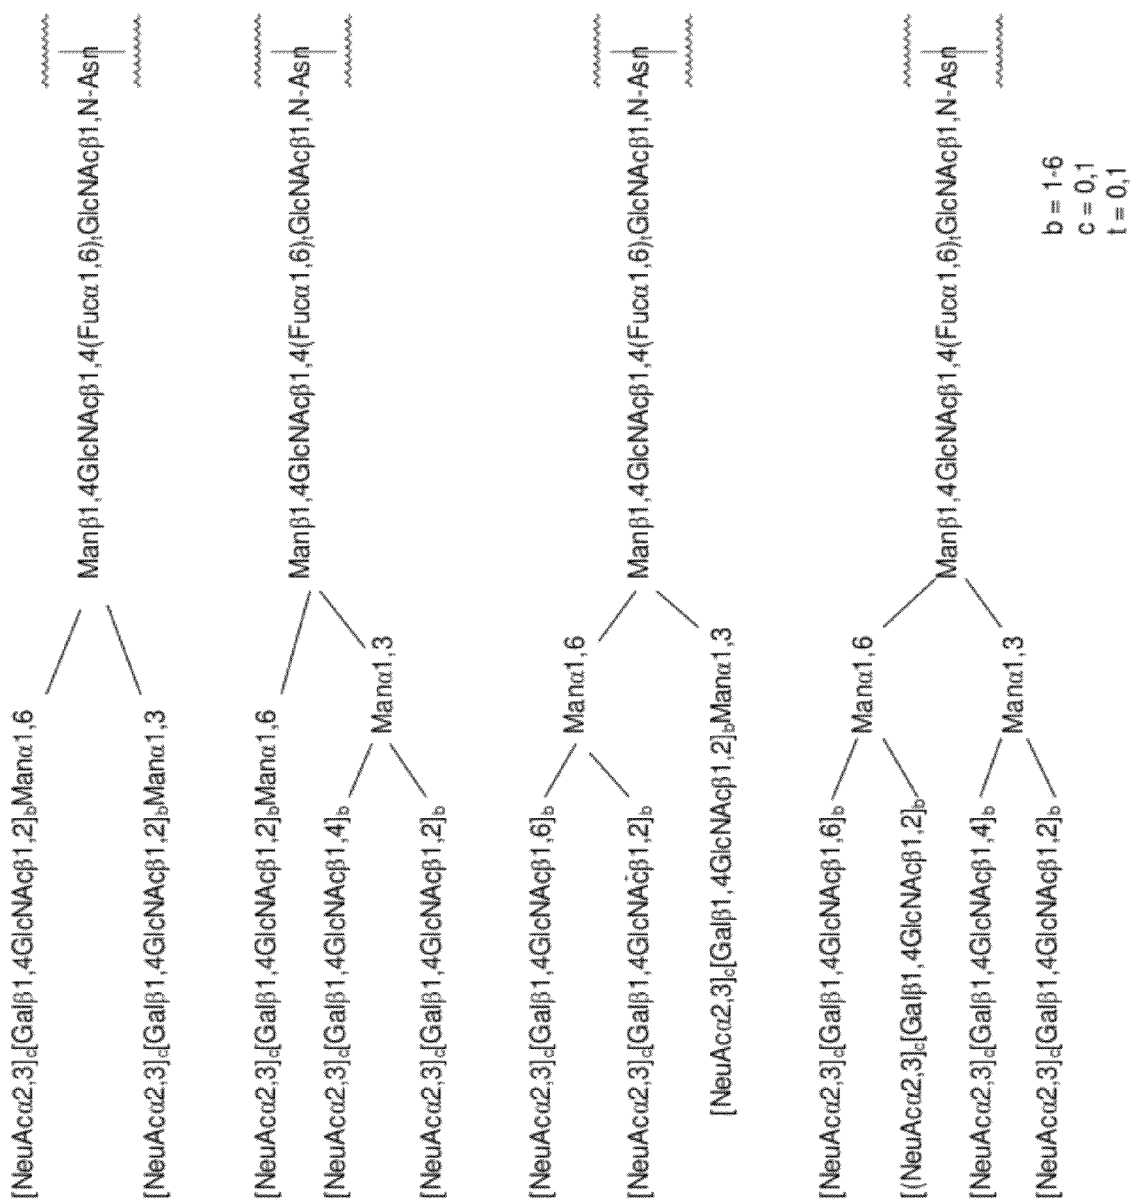 [NeuAcα2,3]c[Galβ1,4GlcNAcβ1,2]bManα1,6
Manβ1,4GlcNAcβ1,4(Fucα1,6)tGlcNAcβ1,N-Asn
[NeuAcα2,3]c[Galβ1,4GlcNAcβ1,2]bManα1,3
[NeuAcα2,3]c[Galβ1,4GlcNAcβ1,2]bManα1,6
Manβ1,4GlcNAcβ1,4(Fucα1,6)tGlcNAcβ1,N-Asn
[NeuAcα2,3]c[Galβ1,4GlcNAcβ1,4]b
Manα1,3
[NeuAcα2,3]c[Galβ1,4GlcNAcβ1,2]b
[NeuAcα2,3]c[Galβ1,4GlcNAcβ1,6]b
Manα1,6
Manβ1,4GlcNAcβ1,4(Fucα1,6)tGlcNAcβ1,N-Asn
[NeuAcα2,3]c[Galβ1,4GlcNAcβ1,2]b
[NeuAcα2,3]c[Galβ1,4GlcNAcβ1,2]bManα1,3
[NeuAcα2,3]c[Galβ1,4GlcNAcβ1,6]b
Manα1,6
[(NeuAcα2,3]c[Galβ1,4GlcNAcβ1,2]b
Manβ1,4GlcNAcβ1,4(Fucα1,6)tGlcNAcβ1,N-Asn
[NeuAcα2,3]c[Galβ1,4GlcNAcβ1,4]b
Manα1,3
[NeuAcα2,3]c[Galβ1,4GlcNAcβ1,2]b
b = 1-6
c = 0,1
t = 0,1